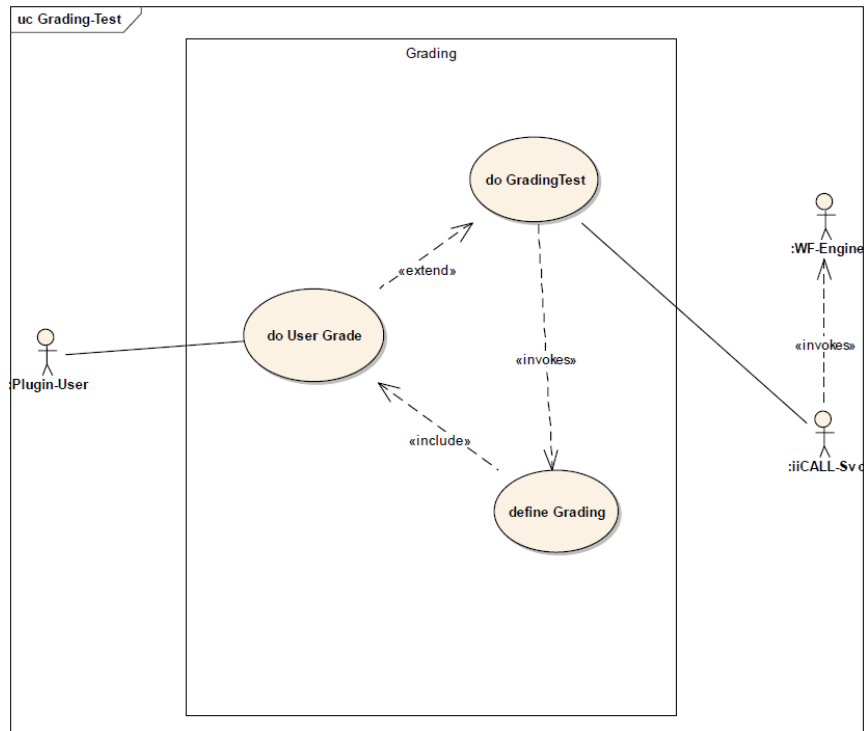 uc Grading-Test
Grading
do GradingTest
:WF-Engine
«extend»
do User Grade
«invokes»
«invokes»
:Plugin-User
«include»
:iiCALL-Svc
define Grading